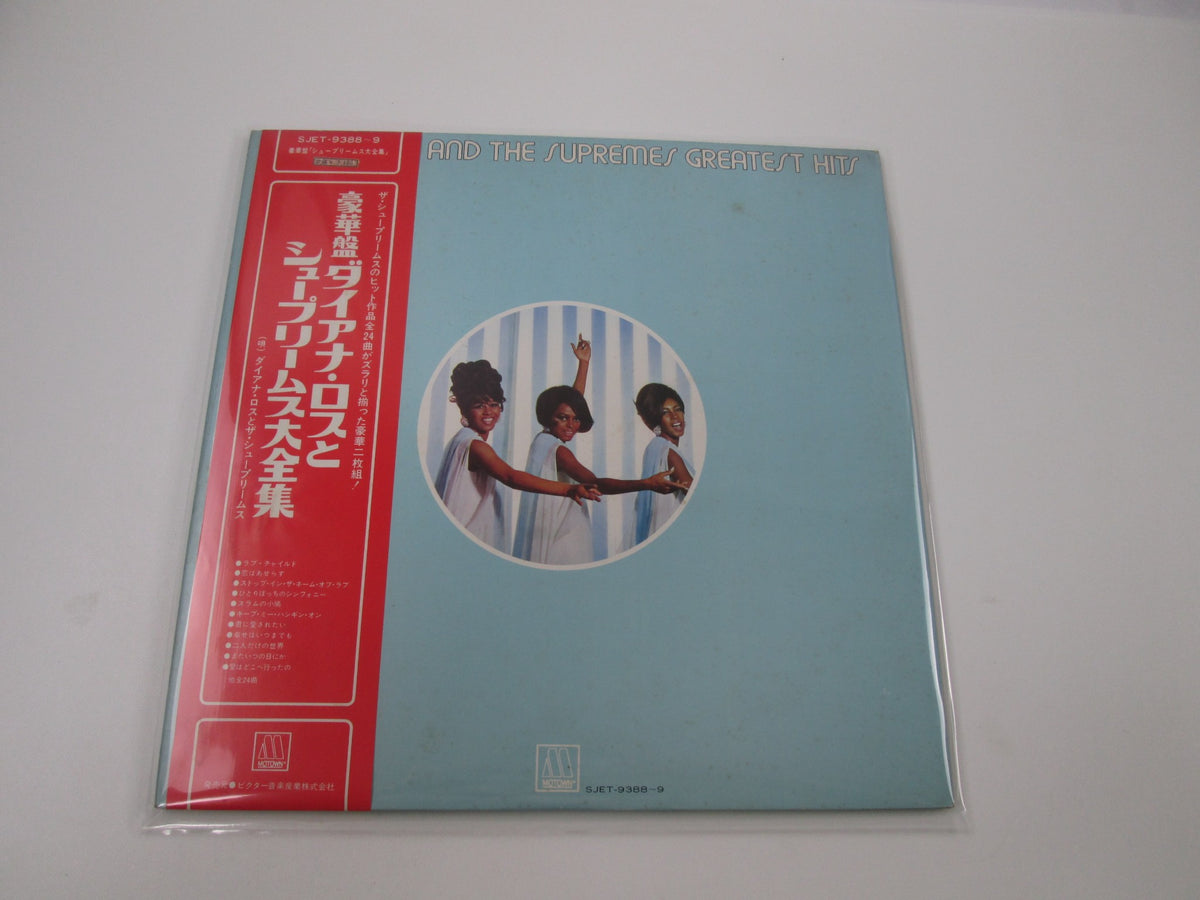 SJET-9388~9
豪華盤「シュープリームス大全集」
AND THE SUPREMES GREATEST HITS
ザ・シュープリームスのヒット作品全24曲がズラリと揃った豪華二枚組!
豪華盤 ダイアナ・ロスと
シュープリームス大全集
(唄) ダイアナ・ロスとザ・シュープリームス
●ラブ・チャイルド
●恋はあせらず
●ストップ・イン・ザ・ネーム・オブ・ラブ
●ひとりぼっちのシンフォニー
●スラムの小鳩
●キープ・ミー・ハンギン・オン
●君に愛されたい
●幸せはいつまでも
●二人だけの世界
●またいつの日にか
●愛はどこへ行ったの
他全24曲
MOTOWN
発売元●ビクター音楽産業株式会社
MOTOWN
SJET-9388~9